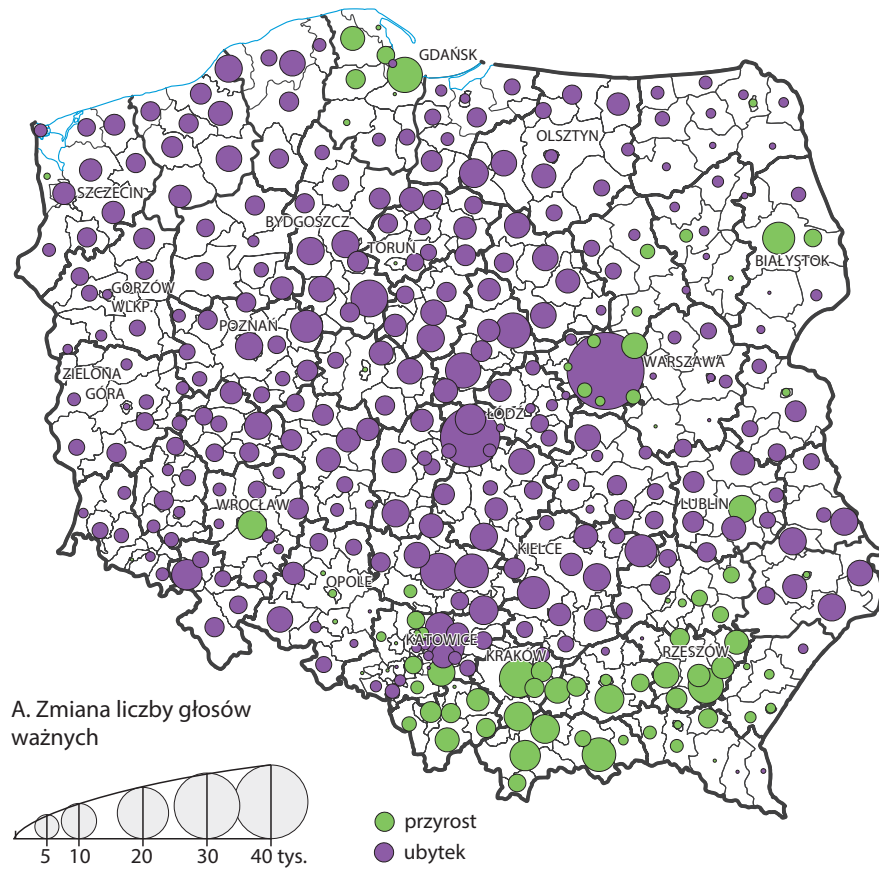 GDAŃSK
OLSZTYN
SZCZECIN
BYDGOSZCZ
TORUŃ
BIAŁYSTOK
GORZÓW
WLKP.
POZNAŃ
WARSZAWA
ZIELONA
GÓRA
ŁÓDŹ
WROCŁAW
LUBLIN
KIELCE
OPOLE
KATOWICE
KRAKÓW
RZESZÓW
A. Zmiana liczby głosów
ważnych
5 10 20 30 40 tys.
przyrost
ubytek